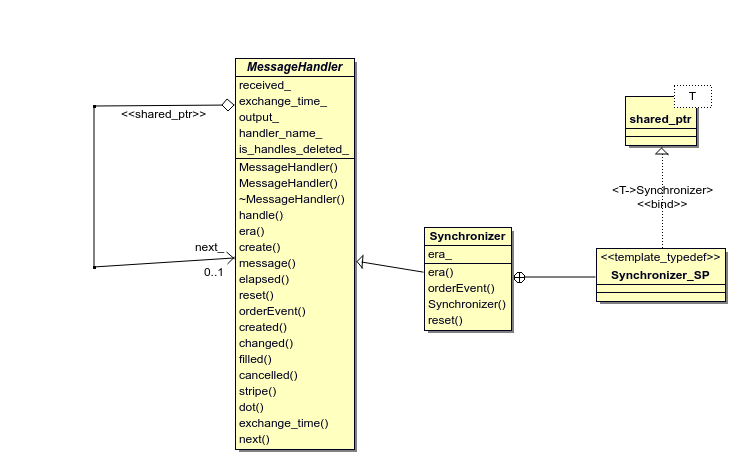 MessageHandler
received_
exchange_time_
output_
handler_name_
is_handles_deleted_
MessageHandler()
MessageHandler()
~MessageHandler()
handle()
era()
create()
message()
elapsed()
reset()
orderEvent()
created()
changed()
filled()
cancelled()
stripe()
dot()
exchange_time()
next()
<<shared_ptr>>
next_
0..1
Synchronizer
era_
era()
orderEvent()
Synchronizer()
reset()
T
shared_ptr
<T->Synchronizer>
<<bind>>
<<template_typedef>>
Synchronizer_SP